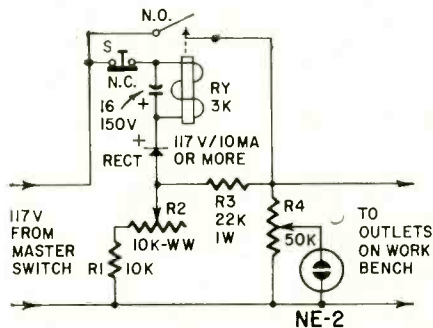 N.O.
S
N.C.
RY
3K
16
150V
+
+
117V/10MA
OR MORE
RECT
R2
10K-WW
R3
22K
1W
R4
50K
R1
10K
117V
FROM
MASTER
SWITCH
TO
OUTLETS
ON WORK
BENCH
NE-2